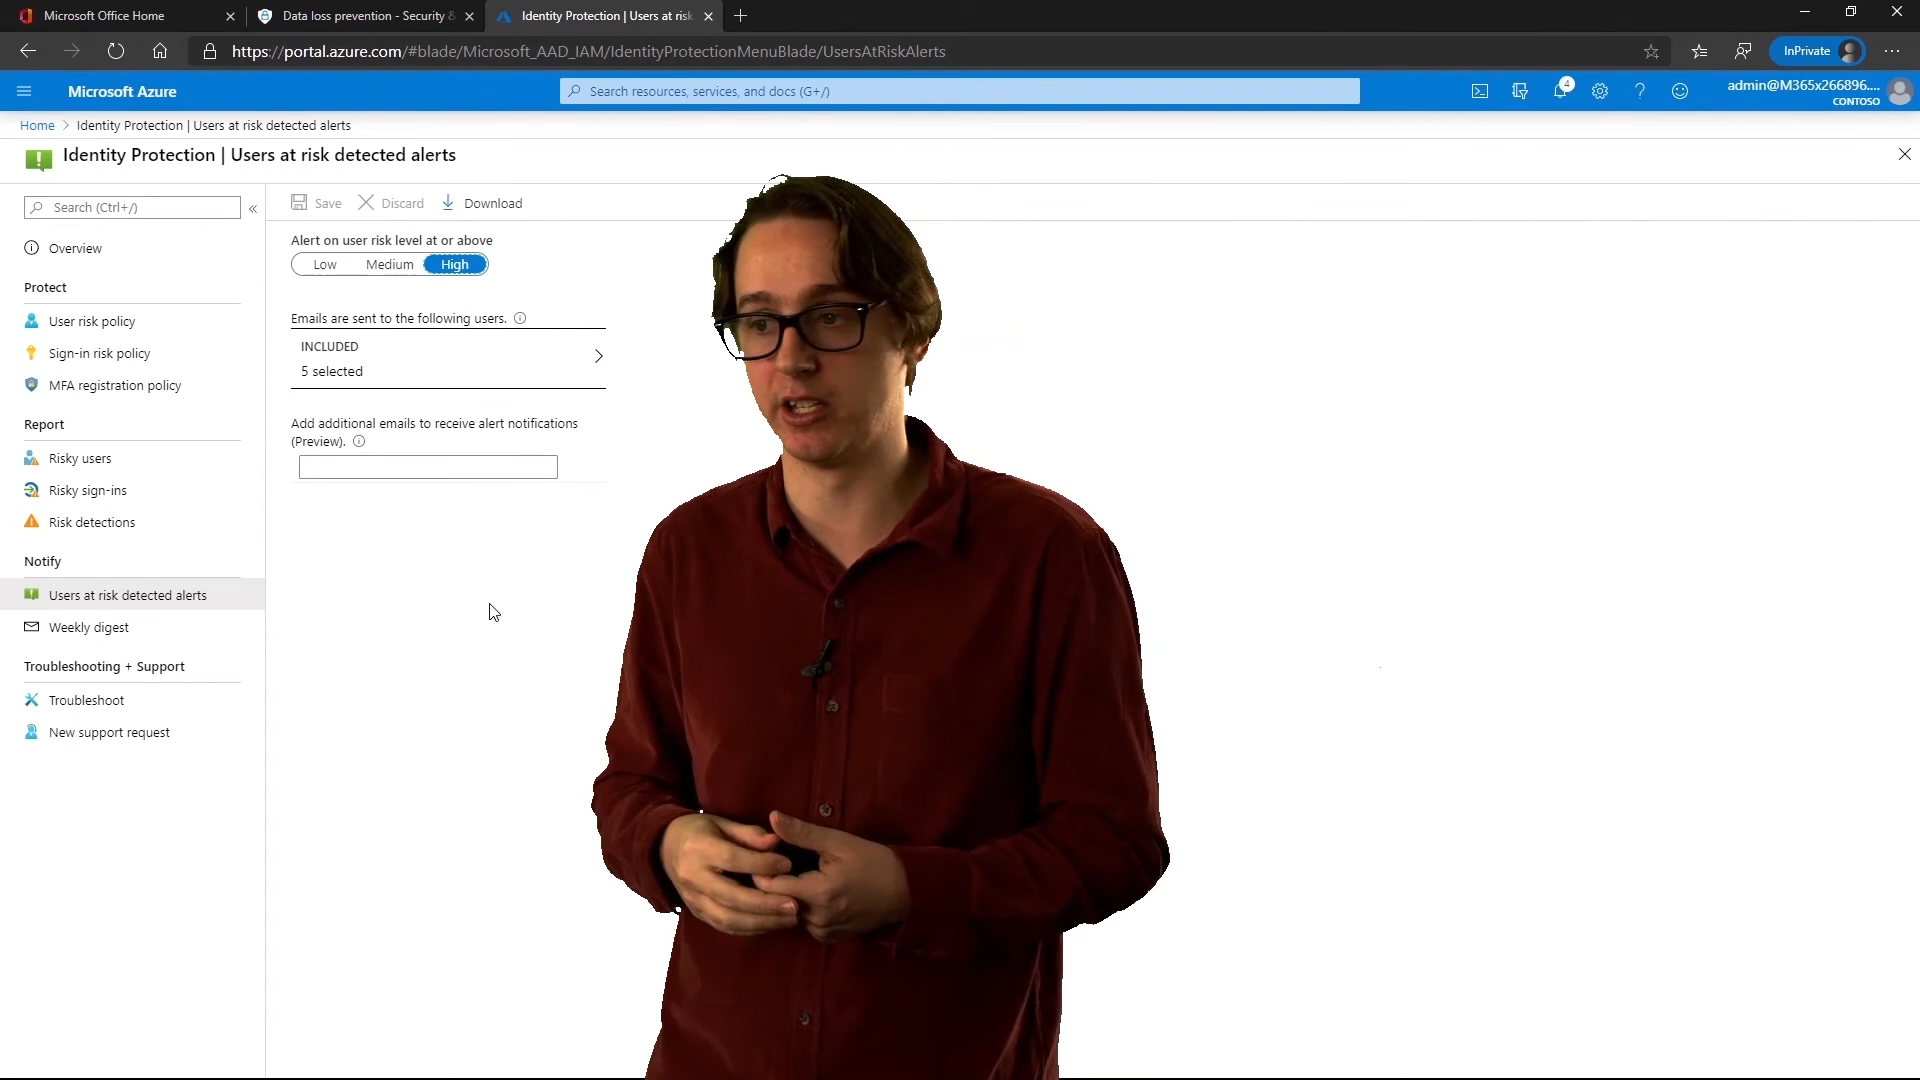 Microsoft Office Home
Data loss prevention - Security &
Identity Protection | Users at risk
https://portal.azure.com/#blade/Microsoft_AAD_IAM/IdentityProtectionMenuBlade/UsersAtRiskAlerts
InPrivate
Microsoft Azure
Search resources, services, and docs (G+/)
4
admin@M365x266896....
CONTOSO
Home > Identity Protection | Users at risk detected alerts
Identity Protection | Users at risk detected alerts
Search (Ctrl+/)
«
Overview
Protect
User risk policy
Sign-in risk policy
MFA registration policy
Report
Risky users
Risky sign-ins
Risk detections
Notify
Users at risk detected alerts
Weekly digest
Troubleshooting + Support
Troubleshoot
New support request
Save
Discard
Download
Alert on user risk level at or above
Low Medium High
Emails are sent to the following users.
INCLUDED
5 selected
Add additional emails to receive alert notifications
(Preview).